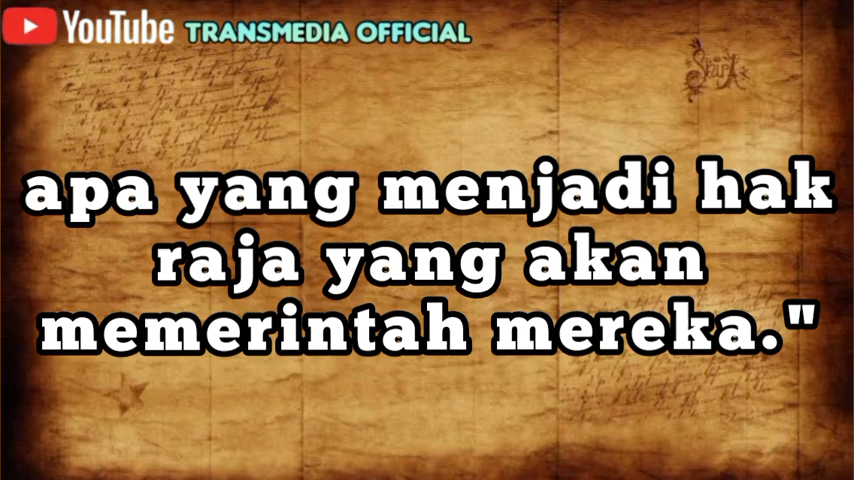 YouTube TRANSMEDIA OFFICIAL
apa yang menjadi hak
raja yang akan
memerintah mereka."